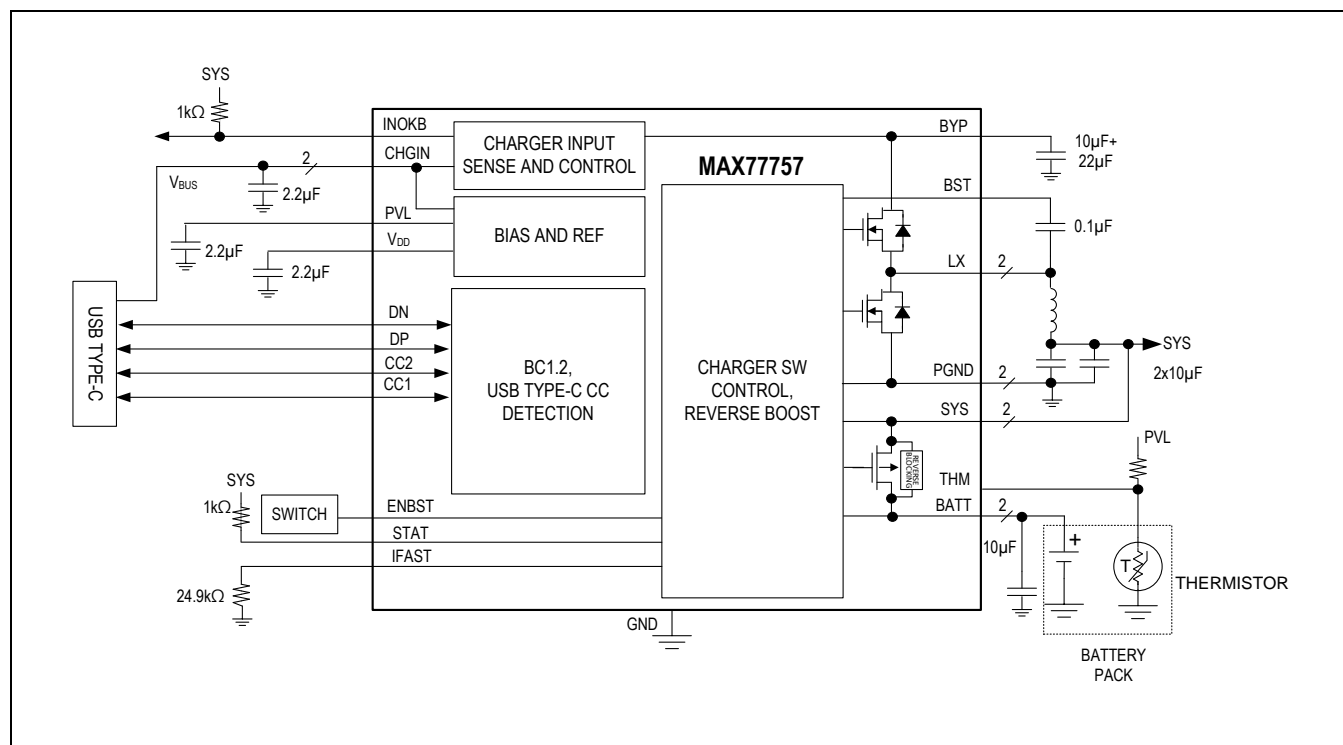 SYS
1kΩ
INOKB
CHGIN
2
VBUS
2.2µF
PVL
2.2µF
VDD
2.2µF
CHARGER INPUT
SENSE AND CONTROL
BIAS AND REF
MAX77757
BYP
10µF+
22µF
BST
0.1µF
LX
2
USB TYPE-C
DN
DP
CC2
CC1
BC1.2,
USB TYPE-C CC
DETECTION
CHARGER SW
CONTROL,
REVERSE BOOST
SYS
2x10µF
PGND
2
SYS
2
REVERSE
BLOCKING
PVL
THM
BATT
2
10µF
+
T
THERMISTOR
BATTERY
PACK
SYS
1kΩ
SWITCH
ENBST
STAT
IFAST
24.9kΩ
GND